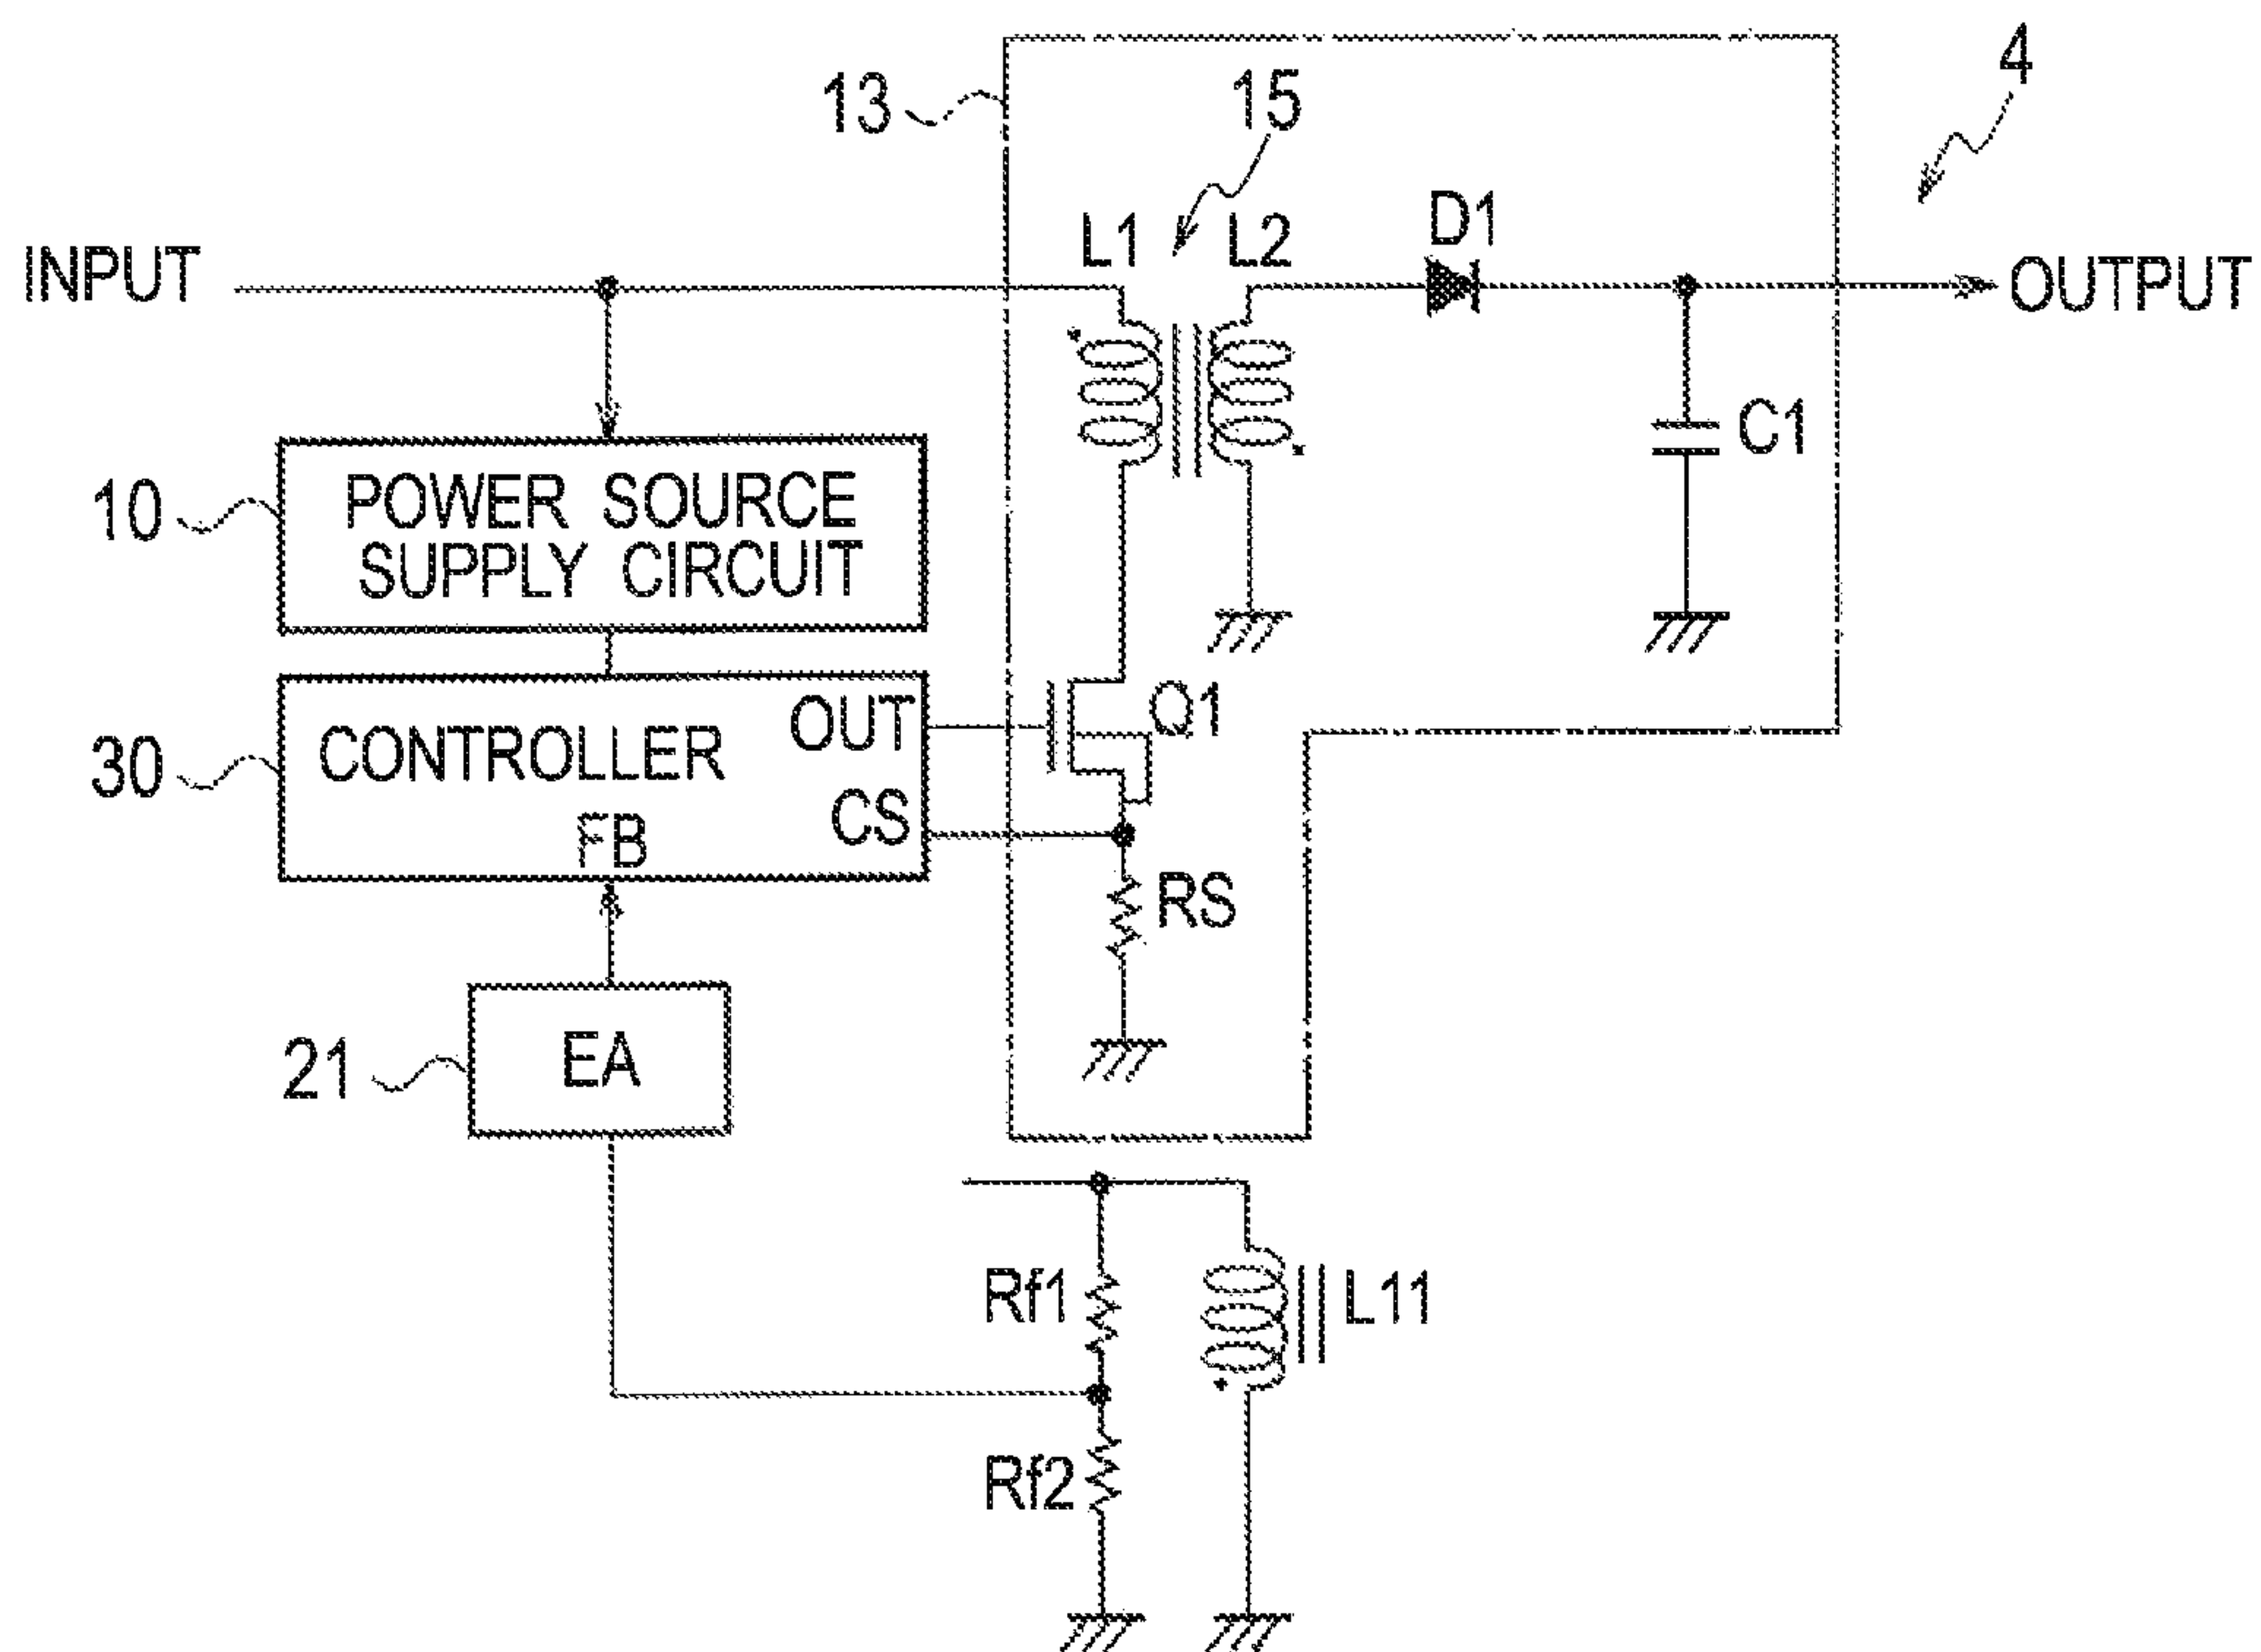 4
13
15
L1
L2
D1
INPUT
OUTPUT
C1
10
POWER SOURCE
SUPPLY CIRCUIT
30
CONTROLLER
OUT
CS
FB
Q1
RS
21
EA
Rf1
L11
Rf2